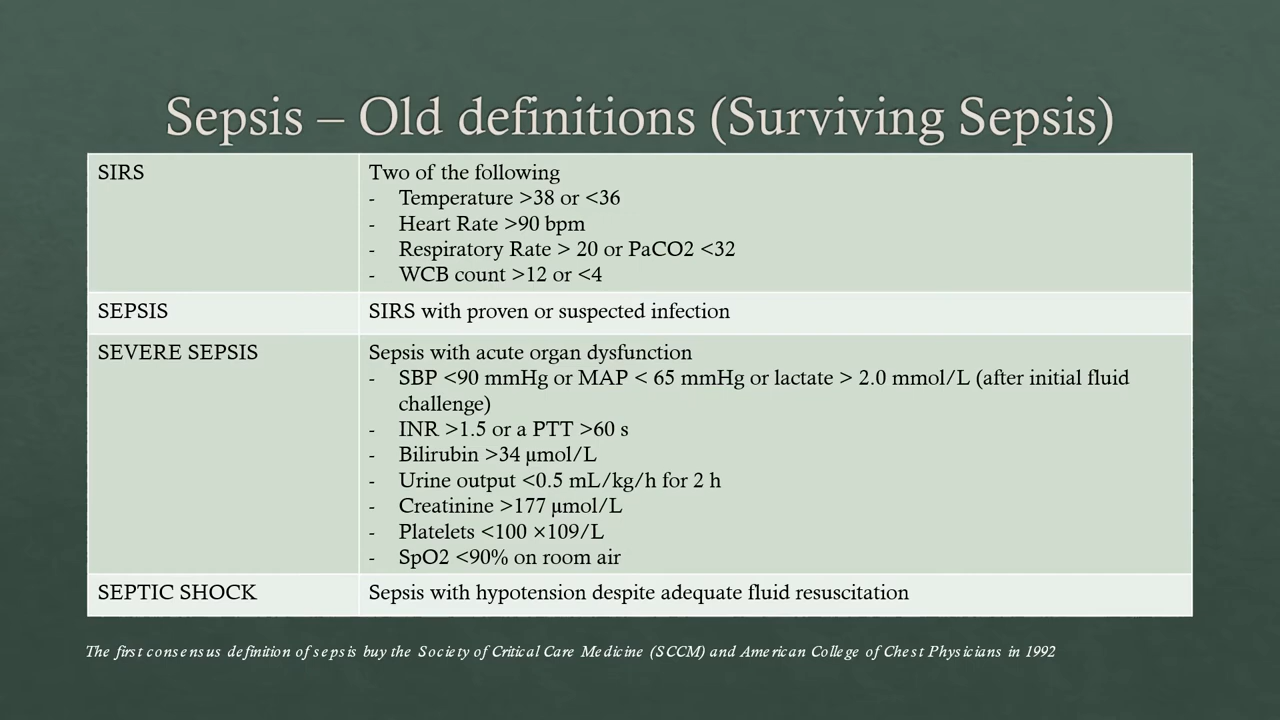 Sepsis – Old definitions (Surviving Sepsis)
SIRS
Two of the following
- Temperature >38 or <36
- Heart Rate >90 bpm
- Respiratory Rate > 20 or PaCO2 <32
- WCB count >12 or <4
SEPSIS
SIRS with proven or suspected infection
SEVERE SEPSIS
Sepsis with acute organ dysfunction
- SBP <90 mmHg or MAP < 65 mmHg or lactate > 2.0 mmol/L (after initial fluid
challenge)
- INR >1.5 or a PTT >60 s
- Bilirubin >34 µmol/L
- Urine output <0.5 mL/kg/h for 2 h
- Creatinine >177 µmol/L
- Platelets <100 ×109/L
- SpO2 <90% on room air
SEPTIC SHOCK
Sepsis with hypotension despite adequate fluid resuscitation
The first consensus definition of sepsis buy the Society of Critical Care Medicine (SCCM) and American College of Chest Physicians in 1992